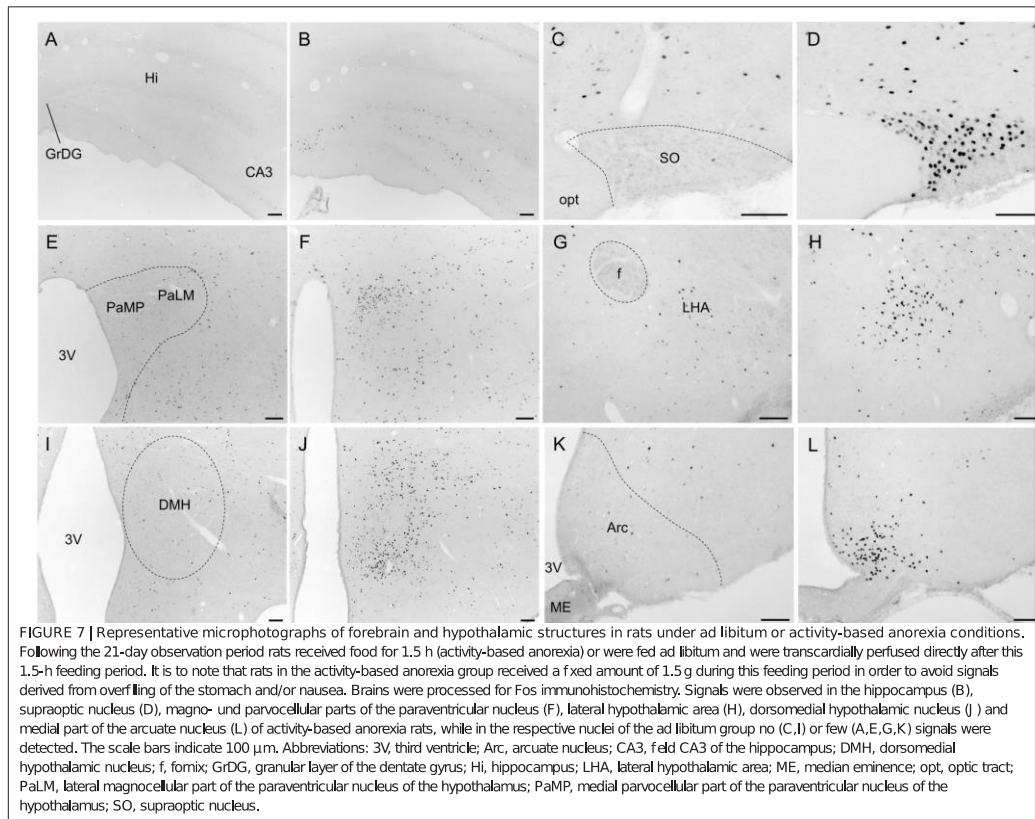 A B C D
Hi
GrDG
CA3
SO
opt
E F G H
PaMP PaLM
3V
f
LHA
I J K L
DMH
3V
Arc
3V
ME
FIGURE 7 | Representative microphotographs of forebrain and hypothalamic structures in rats under ad libitum or activity-based anorexia conditions.
Following the 21-day observation period rats received food for 1.5 h (activity-based anorexia) or were fed ad libitum and were transcardially perfused directly after this
1.5-h feeding period. It is to note that rats in the activity-based anorexia group received a fxed amount of 1.5 g during this feeding period in order to avoid signals
derived from overflling of the stomach and/or nausea. Brains were processed for Fos immunohistochemistry. Signals were observed in the hippocampus (B),
supraoptic nucleus (D), magno- und parvocellular parts of the paraventricular nucleus (F), lateral hypothalamic area (H), dorsomedial hypothalamic nucleus (J) and
medial part of the arcuate nucleus (L) of activity-based anorexia rats, while in the respective nuclei of the ad libitum group no (C,I) or few (A,E,G,K) signals were
detected. The scale bars indicate 100 μm. Abbreviations: 3V, third ventricle; Arc, arcuate nucleus; CA3, feld CA3 of the hippocampus; DMH, dorsomedial
hypothalamic nucleus; f, fornix; GrDG, granular layer of the dentate gyrus; Hi, hippocampus; LHA, lateral hypothalamic area; ME, median eminence; opt, optic tract;
PaLM, lateral magnocellular part of the paraventricular nucleus of the hypothalamus; PaMP, medial parvocellular part of the paraventricular nucleus of the
hypothalamus; SO, supraoptic nucleus.